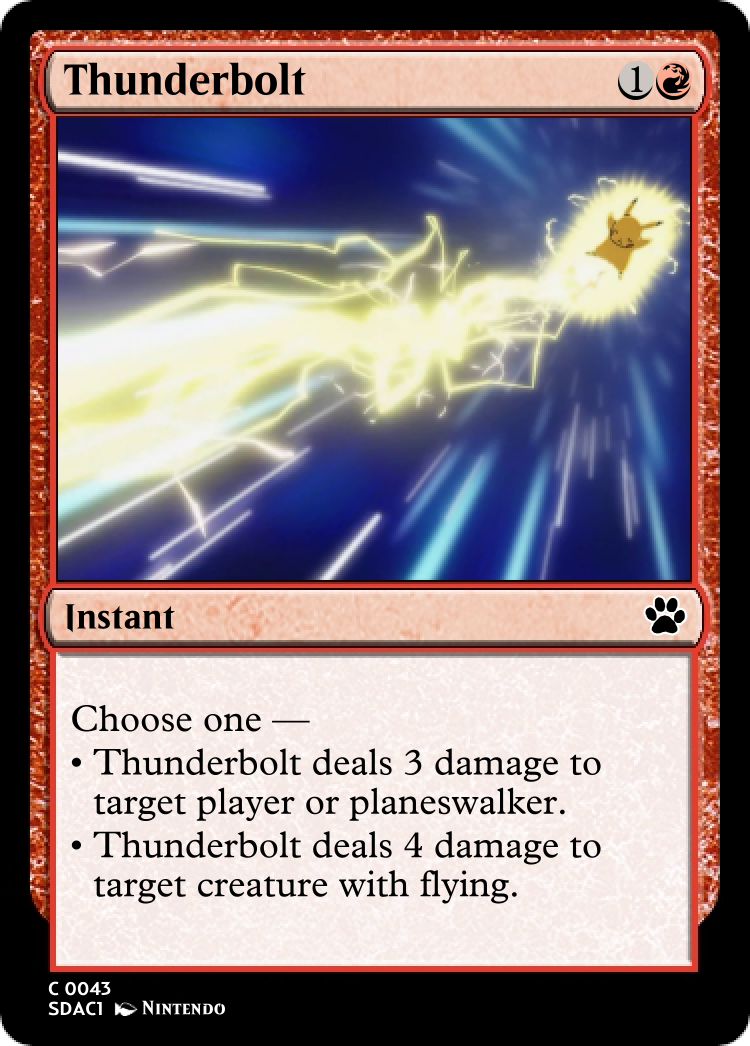 Thunderbolt 1
Instant
Choose one —
• Thunderbolt deals 3 damage to
target player or planeswalker.
• Thunderbolt deals 4 damage to
target creature with flying.
C 0043
SDAC1 NINTENDO